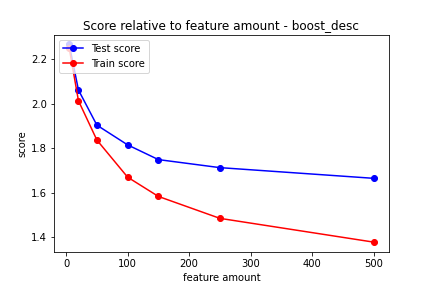 Score relative to feature amount - boost_desc
Test score
Train score
2.2
2.0
1.8
1.6
1.4
score
0 100 200 300 400 500
feature amount